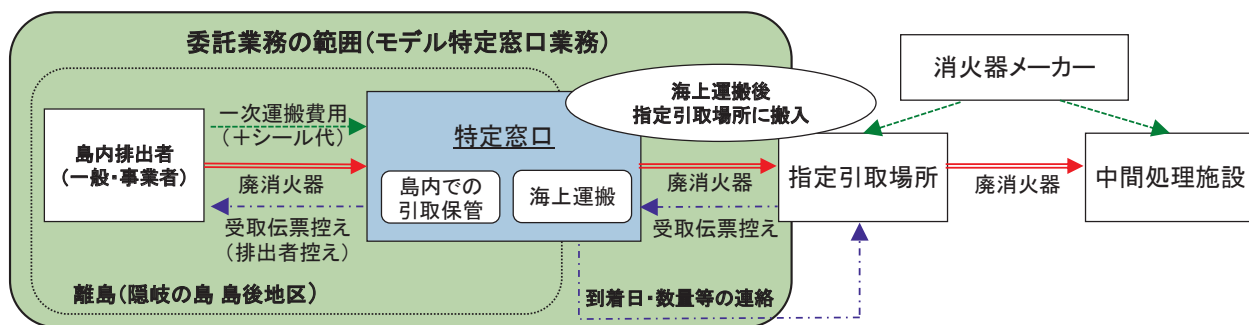 委託業務の範囲(モデル特定窓口業務)
島内排出者
(一般・事業者)
一次運搬費用
(+シール代)
廃消火器
受取伝票控え
(排出者控え)
離島(隠岐の島 島後地区)
特定窓口
島内での
引取保管
海上運搬
海上運搬後
指定引取場所に搬入
廃消火器
受取伝票控え
到着日・数量等の連絡
消火器メーカー
指定引取場所
廃消火器
中間処理施設